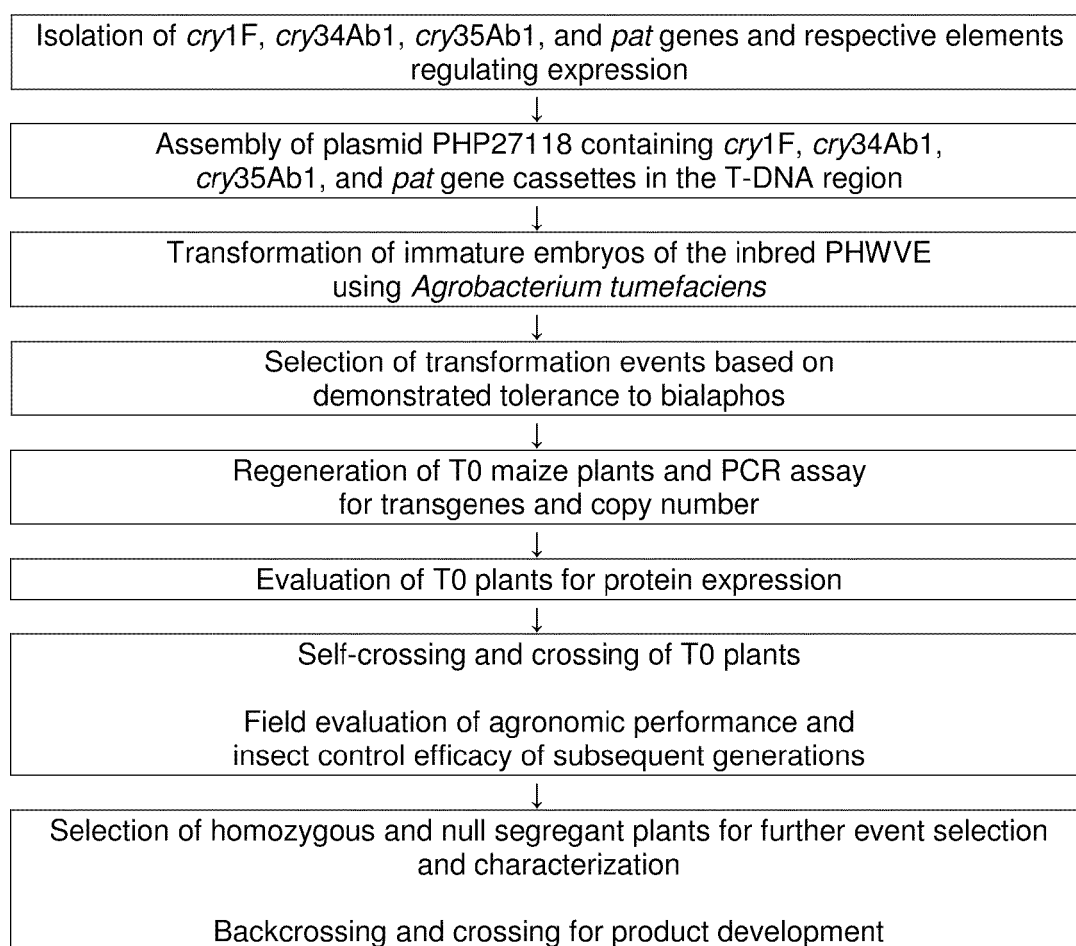 Isolation of cry1F, cry34Ab1, cry35Ab1, and pat genes and respective elements
regulating expression
↓
Assembly of plasmid PHP27118 containing cry1F, cry34Ab1,
cry35Ab1, and pat gene cassettes in the T-DNA region
↓
Transformation of immature embryos of the inbred PHWVE
using Agrobacterium tumefaciens
↓
Selection of transformation events based on
demonstrated tolerance to bialaphos
↓
Regeneration of T0 maize plants and PCR assay
for transgenes and copy number
↓
Evaluation of T0 plants for protein expression
↓
Self-crossing and crossing of T0 plants
Field evaluation of agronomic performance and
insect control efficacy of subsequent generations
↓
Selection of homozygous and null segregant plants for further event selection
and characterization
Backcrossing and crossing for product development